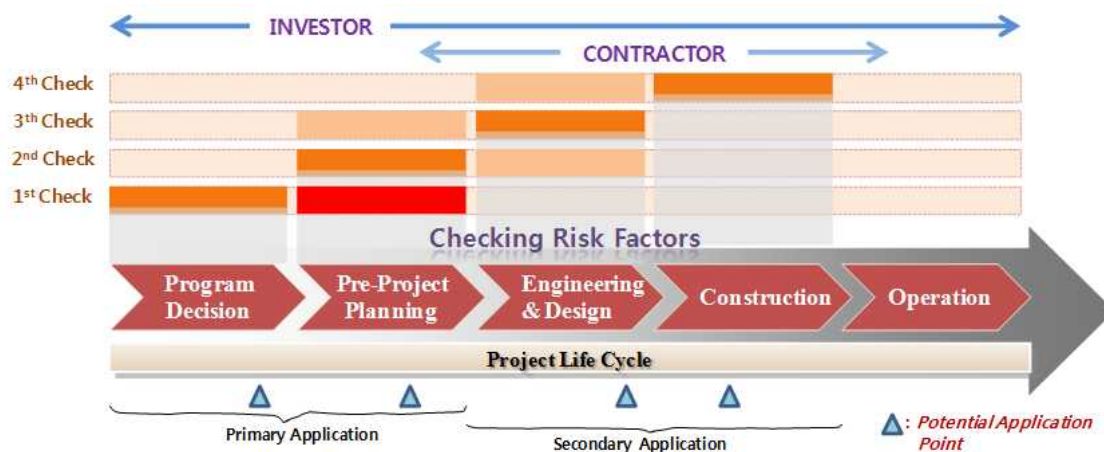 INVESTOR
CONTRACTOR
4th Check
3th Check
2nd Check
1st Check
Checking Risk Factors
Program
Decision
Pre-Project
Planning
Engineering
& Design
Construction
Operation
Project Life Cycle
Primary Application
Secondary Application
: Potential Application
Point